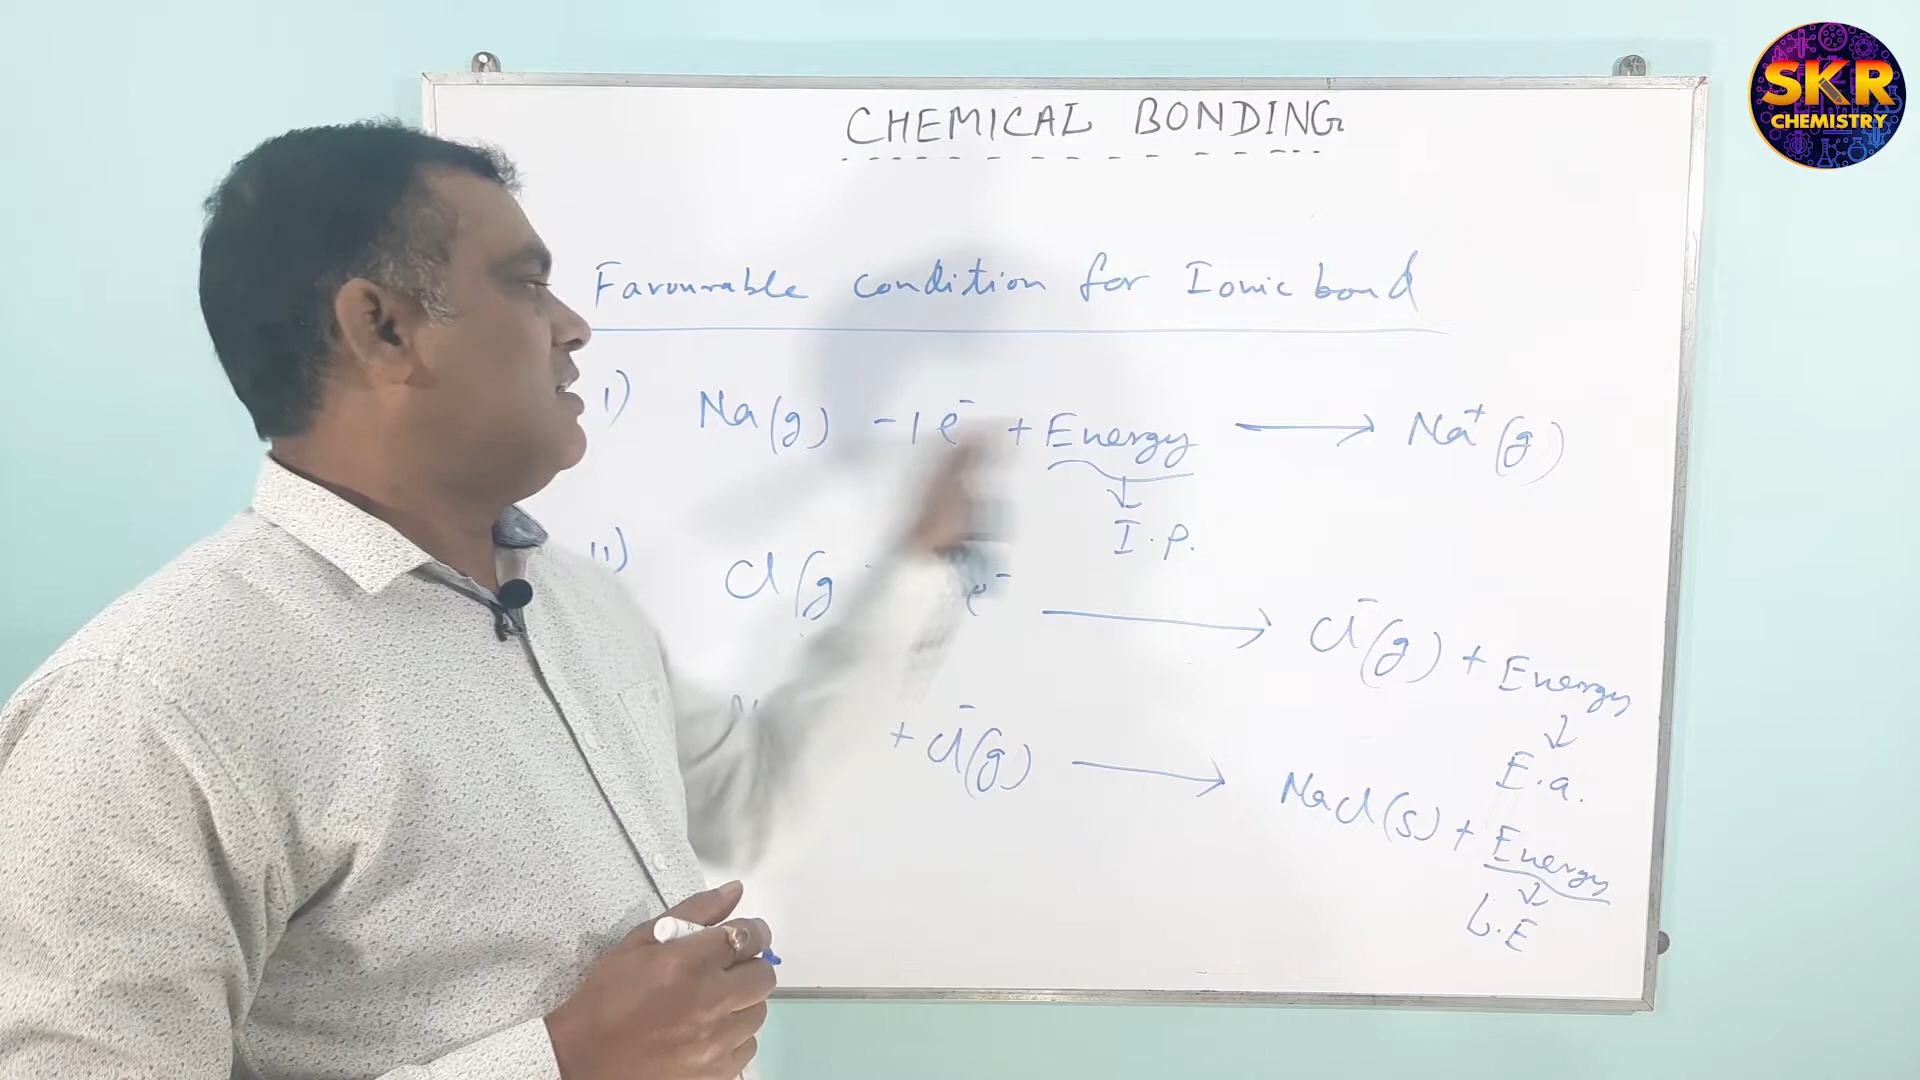 SKR
CHEMISTRY
CHEMICAL BONDING
Favourable condition for Ionic bond
i) Na(g) -1e⁻ + Energy ⟶ Na⁺(g)
↓
I.P.
ii) Cl(g e⁻ ⟶ Cl⁻(g) + Energy
↓
E.a.
+ Cl⁻(g) ⟶ NaCl(s) + Energy
↓
L.E